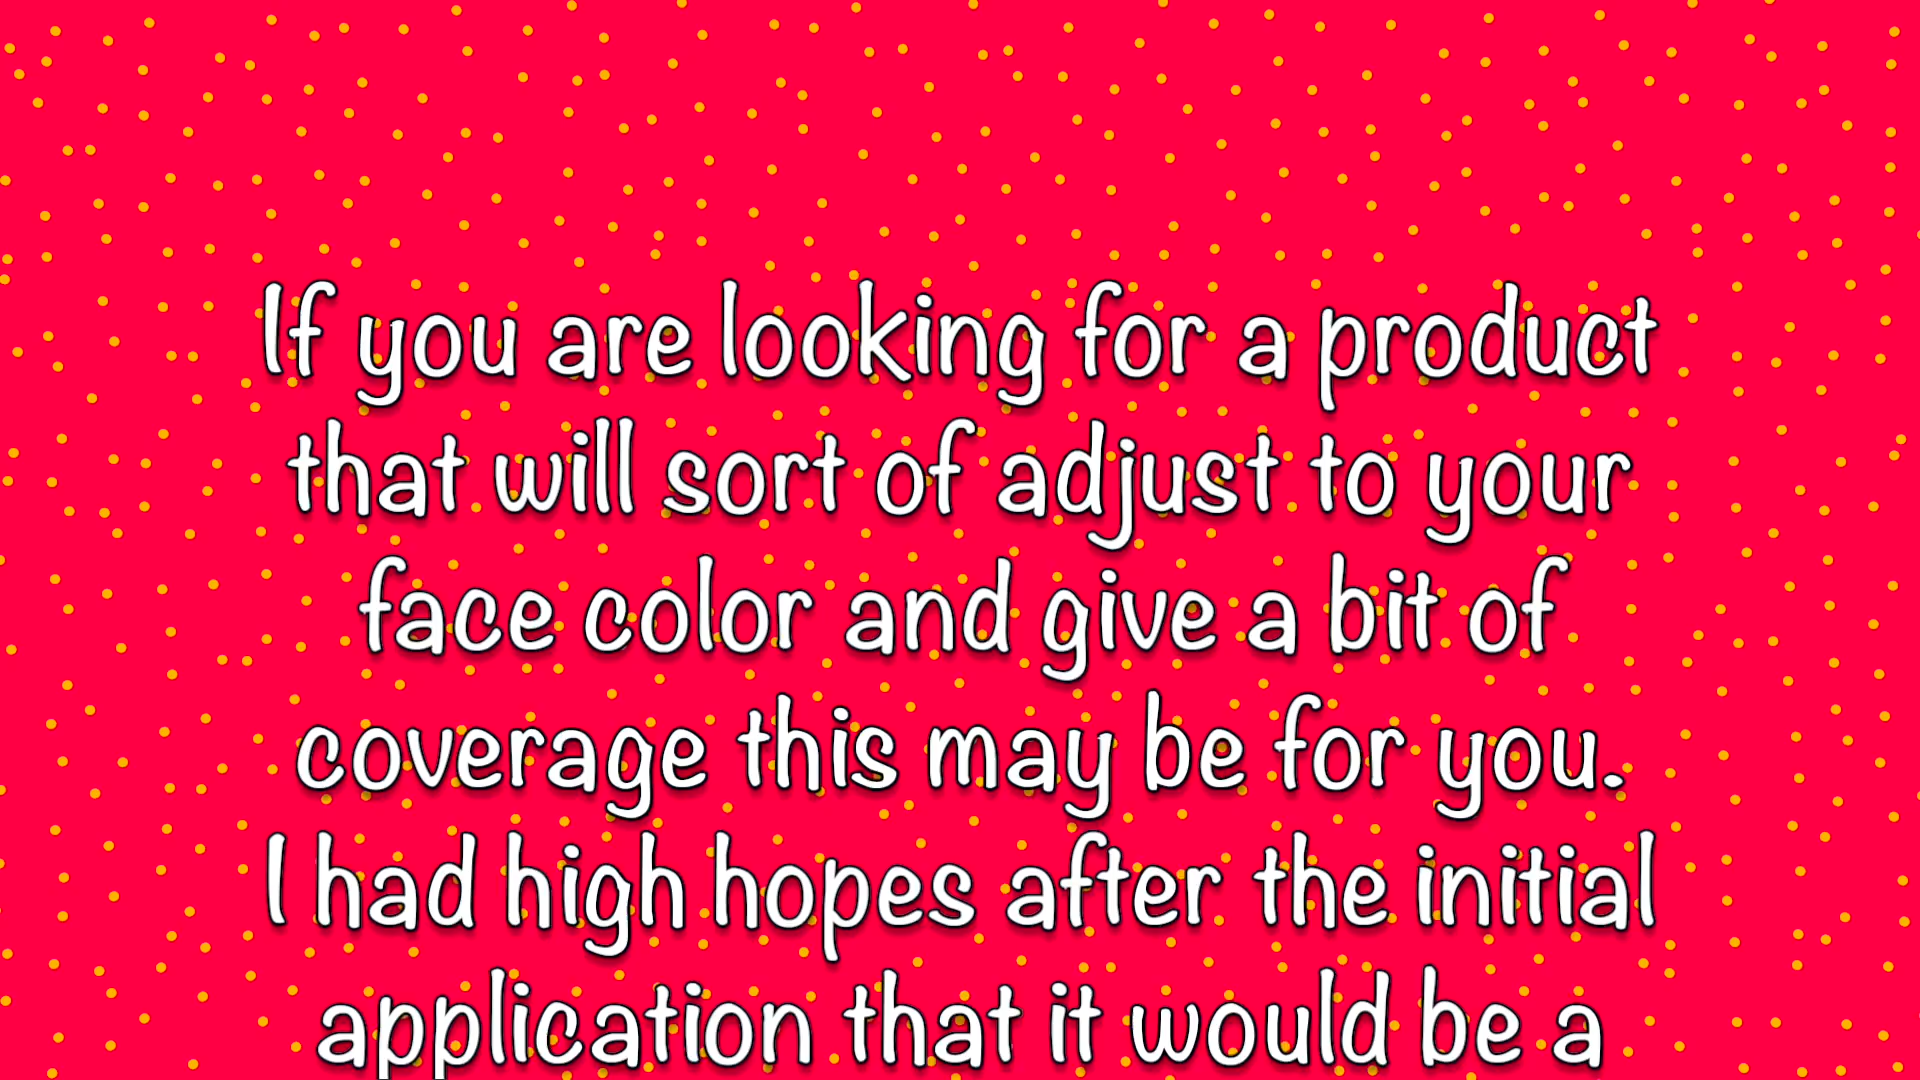 If you are looking for a product
that will sort of adjust to your
face color and give a bit of
coverage this may be for you.
I had high hopes after the initial
application that it would be a